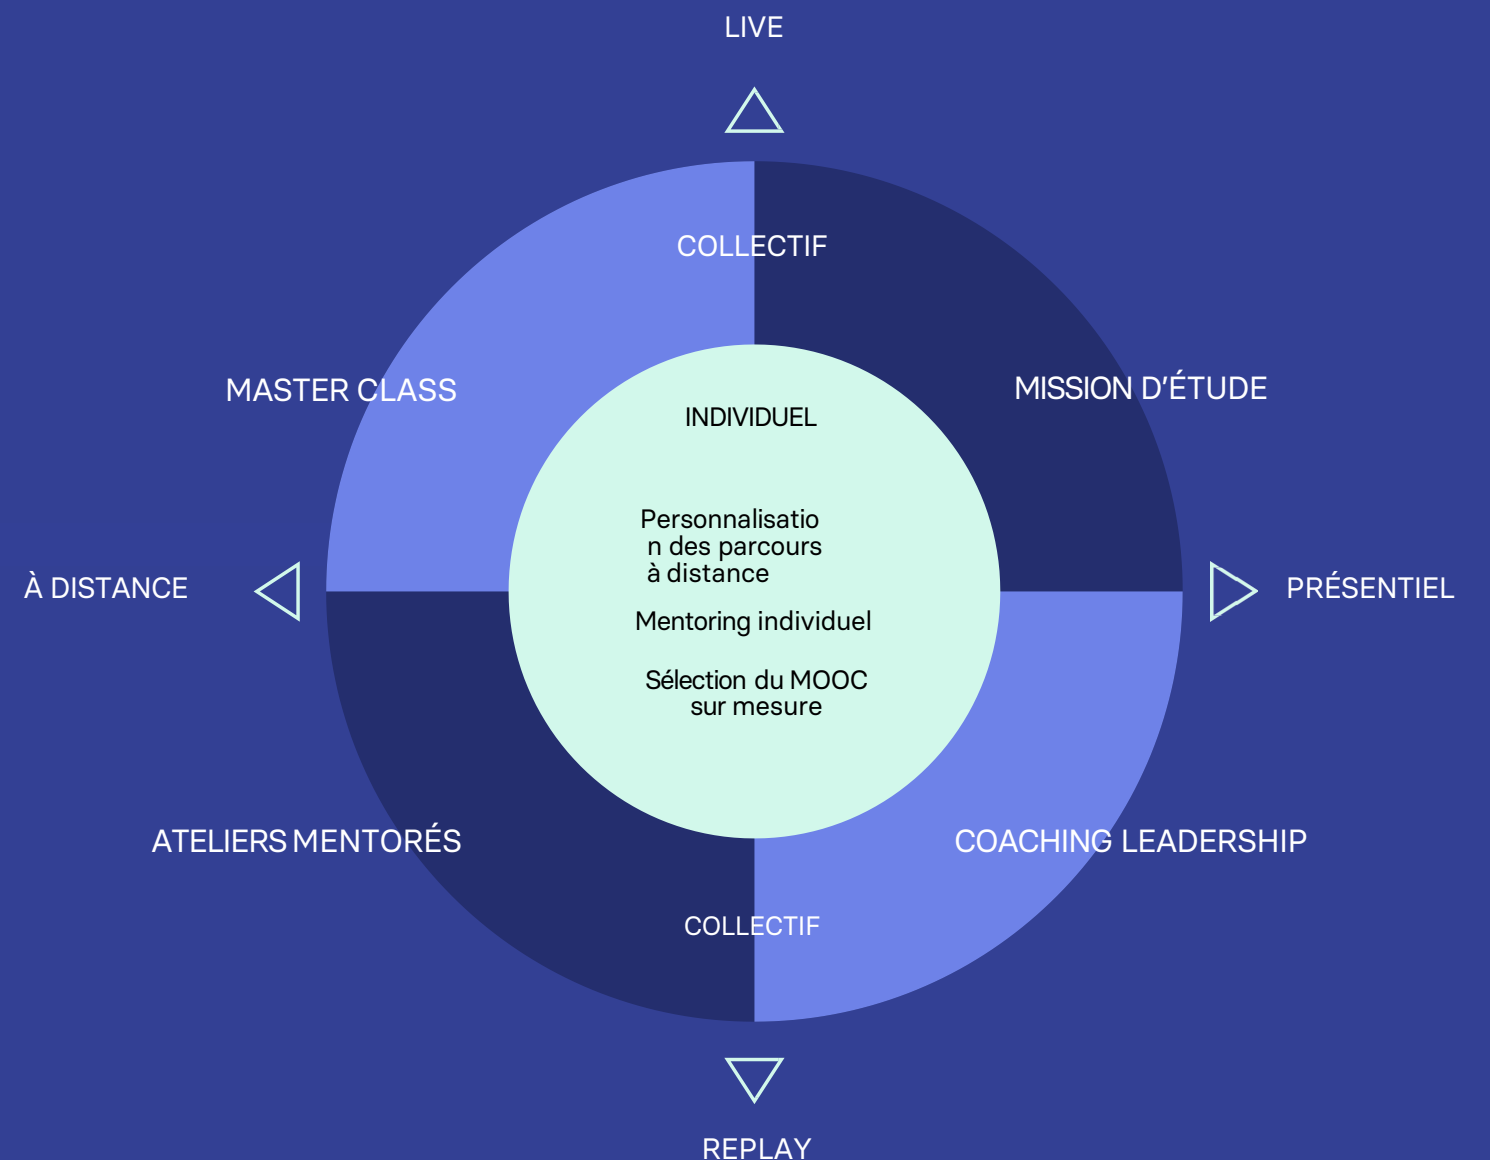 LIVE
COLLECTIF
MASTER CLASS
MISSION D’ÉTUDE
INDIVIDUEL
Personnalisatio
n des parcours
à distance
À DISTANCE
PRÉSENTIEL
Mentoring individuel
Sélection du MOOC
sur mesure
ATELIERS MENTORÉS
COACHING LEADERSHIP
COLLECTIF
REPLAY